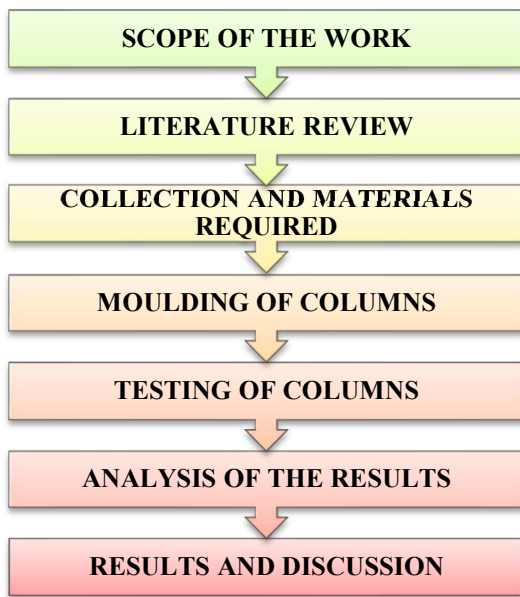 SCOPE OF THE WORK
LITERATURE REVIEW
COLLECTION AND MATERIALS
REQUIRED
MOULDING OF COLUMNS
TESTING OF COLUMNS
ANALYSIS OF THE RESULTS
RESULTS AND DISCUSSION